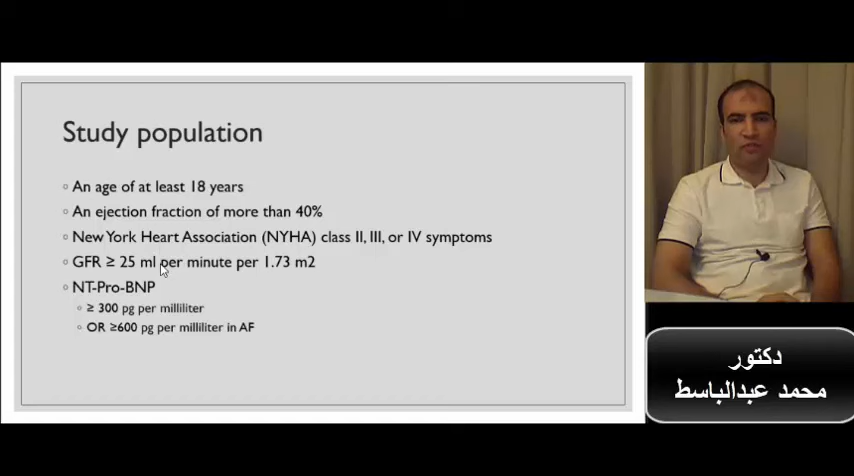 Study population
An age of at least 18 years
An ejection fraction of more than 40%
New York Heart Association (NYHA) class II, III, or IV symptoms
GFR ≥ 25 ml per minute per 1.73 m2
NT-Pro-BNP
≥ 300 pg per milliliter
OR ≥600 pg per milliliter in AF
دكتور
محمد عبدالباسط